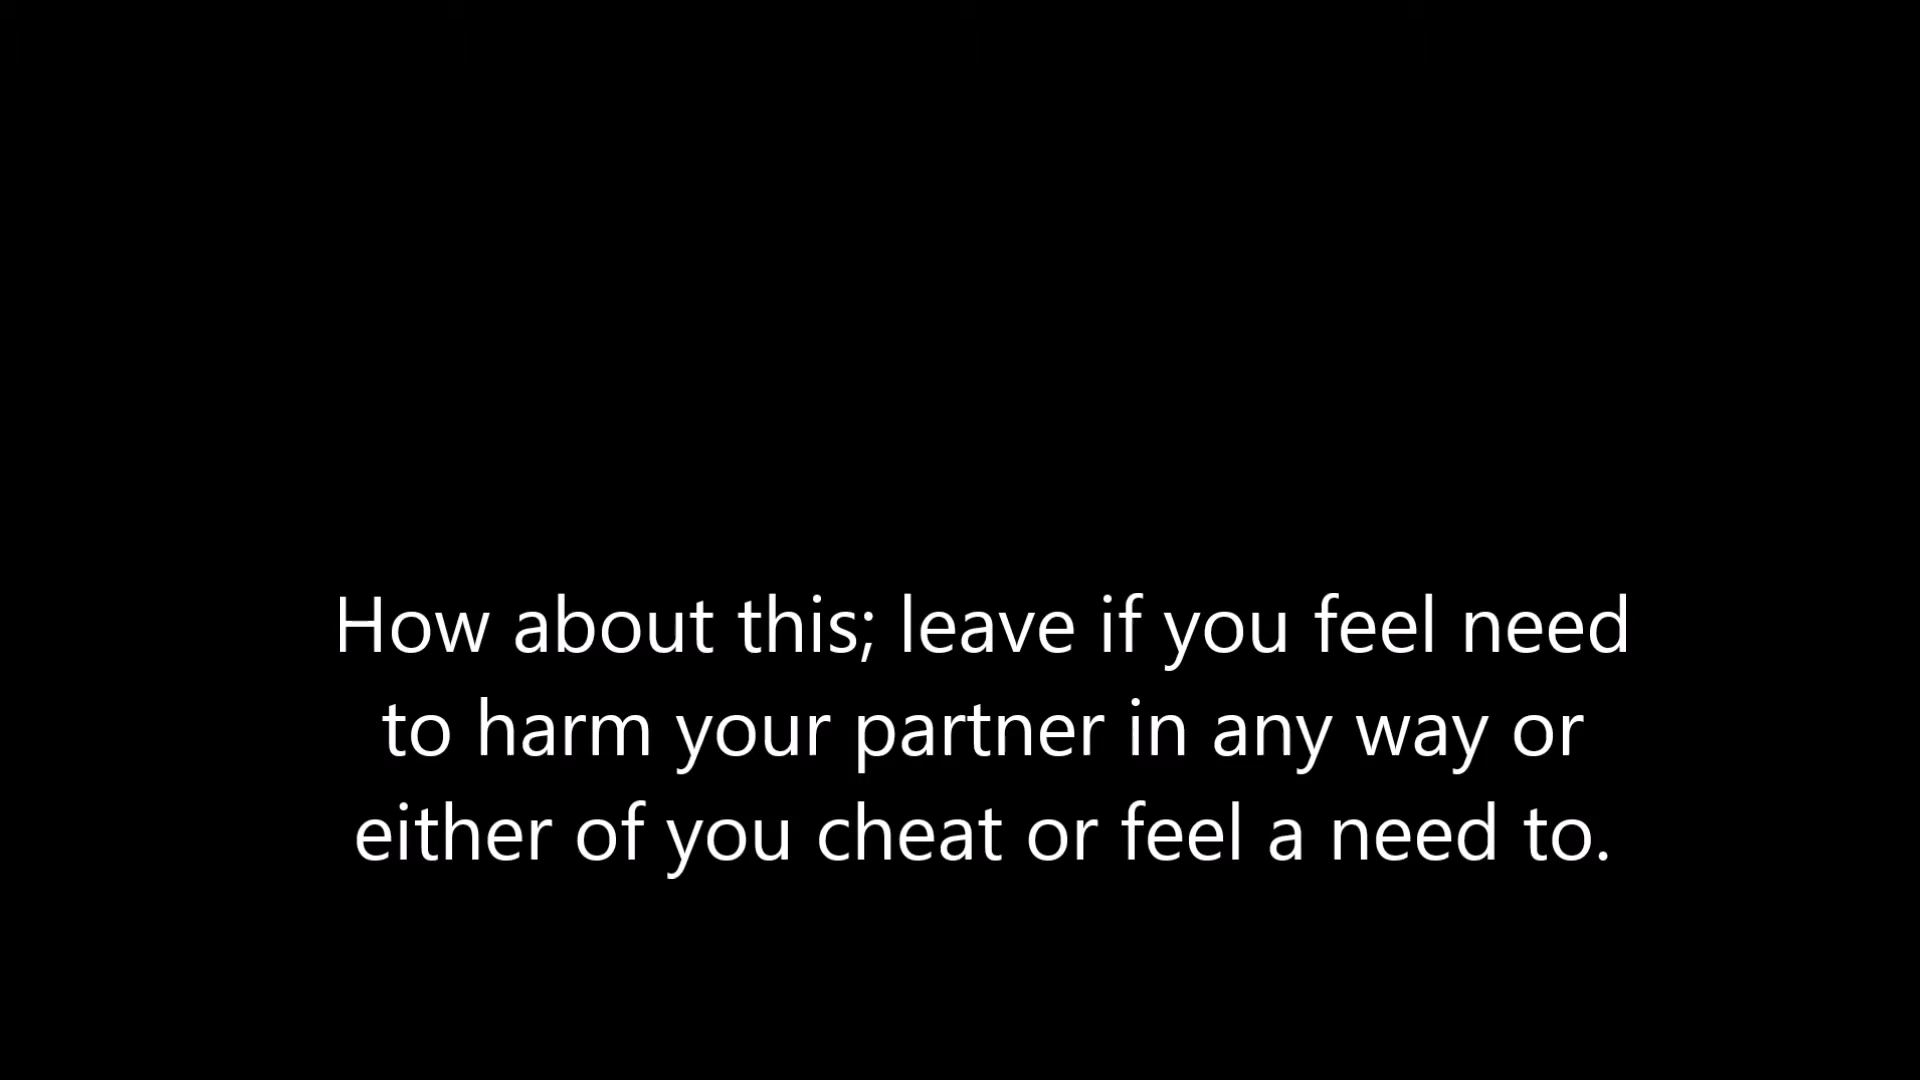 How about this; leave if you feel need
to harm your partner in any way or
either of you cheat or feel a need to.